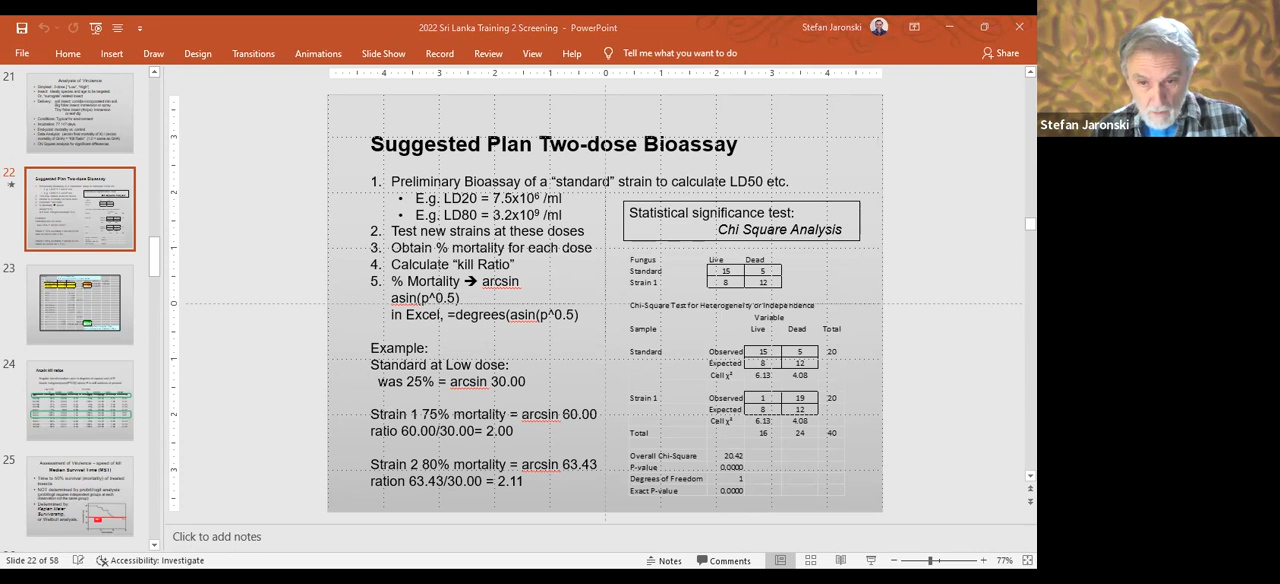 2022 Sri Lanka Training 2 Screening - PowerPoint
Stefan Jaronski
File Home Insert Draw Design Transitions Animations Slide Show Record Review View Help Tell me what you want to do
Share
Stefan Jaronski
21
22
23
24
25
Suggested Plan Two-dose Bioassay
1. Preliminary Bioassay of a “standard” strain to calculate LD50 etc.
• E.g. LD20 = 7.5x10⁶ /ml
• E.g. LD80 = 3.2x10⁹ /ml
2. Test new strains at these doses
3. Obtain % mortality for each dose
4. Calculate “kill Ratio”
5. % Mortality ➔ arcsin
asin(p^0.5)
in Excel, =degrees(asin(p^0.5)
Example:
Standard at Low dose:
was 25% = arcsin 30.00
Strain 1 75% mortality = arcsin 60.00
ratio 60.00/30.00= 2.00
Strain 2 80% mortality = arcsin 63.43
ration 63.43/30.00 = 2.11
Statistical significance test:
Chi Square Analysis
Fungus Live Dead
Standard 15 5
Strain 1 8 12
Chi-Square Test for Heterogeneity or Independence
Variable
Sample Live Dead Total
Standard Observed 15 5 20
Expected 8 12
Cell χ² 6.13 4.08
Strain 1 Observed 1 19 20
Expected 8 12
Cell χ² 6.13 4.08
Total 16 24 40
Overall Chi-Square 20.42
P-value 0.0000
Degrees of Freedom 1
Exact P-value 0.0000
Click to add notes
Slide 22 of 58 Accessibility: Investigate Notes Comments 77%